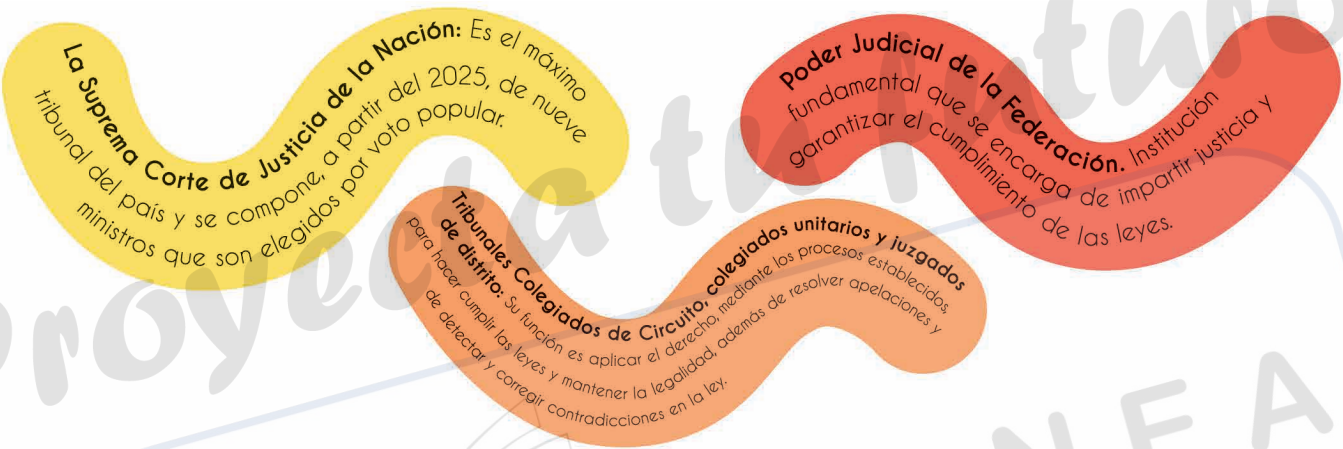 La Suprema Corte de Justicia de la Nación: Es el máximo
tribunal del país y se compone, a partir del 2025, de nueve
ministros que son elegidos por voto popular.
Poder Judicial de la Federación. Institución
fundamental que se encarga de impartir justicia y
garantizar el cumplimiento de las leyes.
Tribunales Colegiados de Circuito, colegiados unitarios y juzgados
de distrito: Su función es aplicar el derecho, mediante los procesos establecidos,
para hacer cumplir las leyes y mantener la legalidad, además de resolver apelaciones y
de detectar y corregir contradicciones en la ley.
Proyecta tu futuro